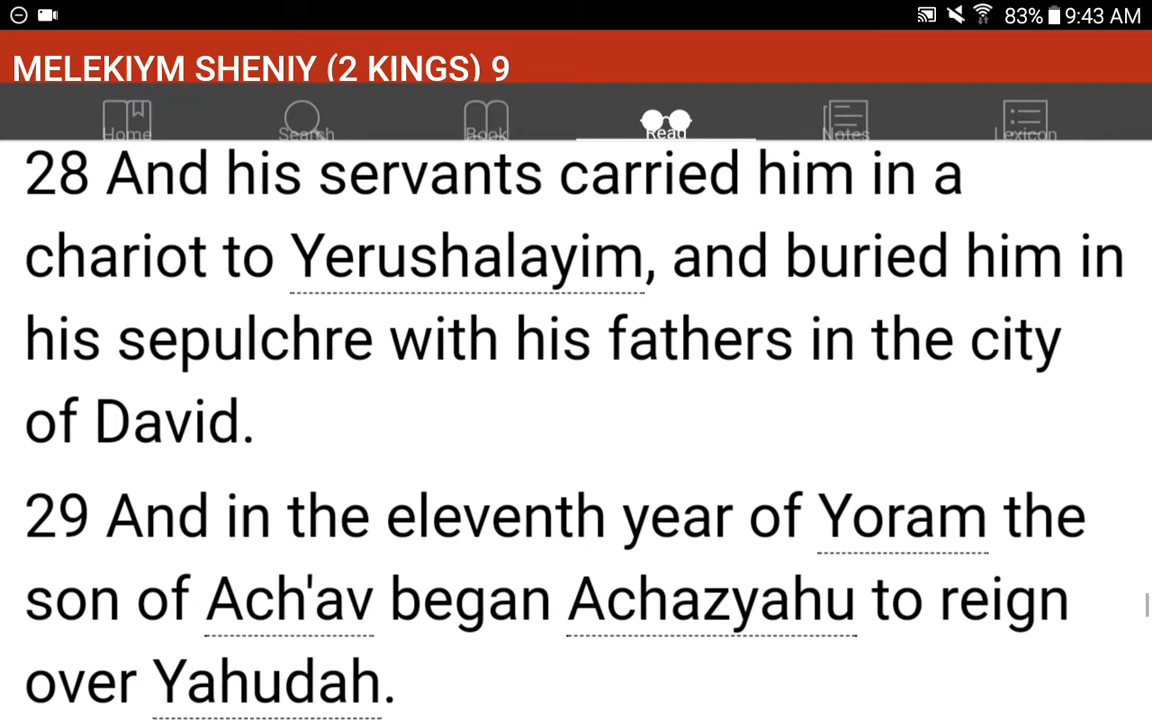 83% 9:43 AM
MELEKIYM SHENIY (2 KINGS) 9
Home Search Book Read Notes Lexicon
28 And his servants carried him in a
chariot to Yerushalayim, and buried him in
his sepulchre with his fathers in the city
of David.
29 And in the eleventh year of Yoram the
son of Ach'av began Achazyahu to reign
over Yahudah.